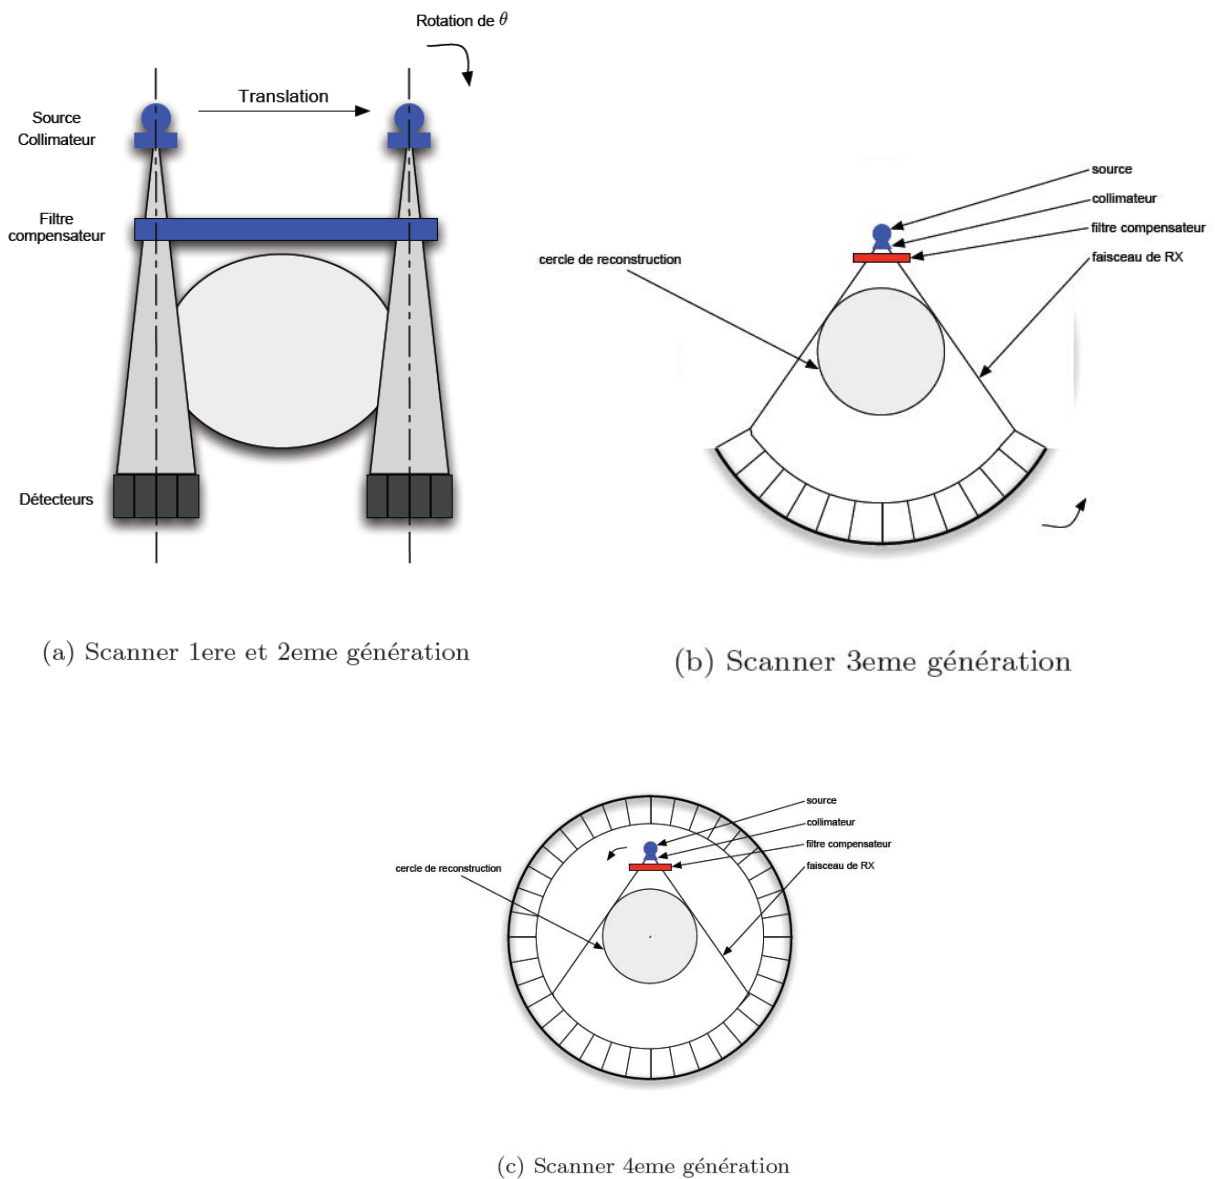 Rotation de θ
Translation
Source
Collimateur
Filtre
compensateur
Détecteurs
source
collimateur
filtre compensateur
faisceau de RX
cercle de reconstruction
(a) Scanner 1ere et 2eme génération
(b) Scanner 3eme génération
source
collimateur
filtre compensateur
faisceau de RX
cercle de reconstruction
(c) Scanner 4eme génération